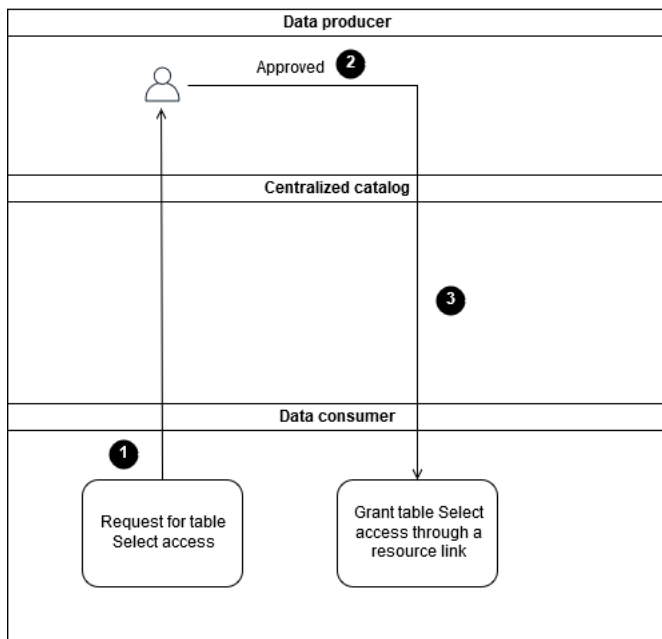 Data producer
Approved
2
Centralized catalog
3
Data consumer
1
Request for table
Select access
Grant table Select
access through a
resource link